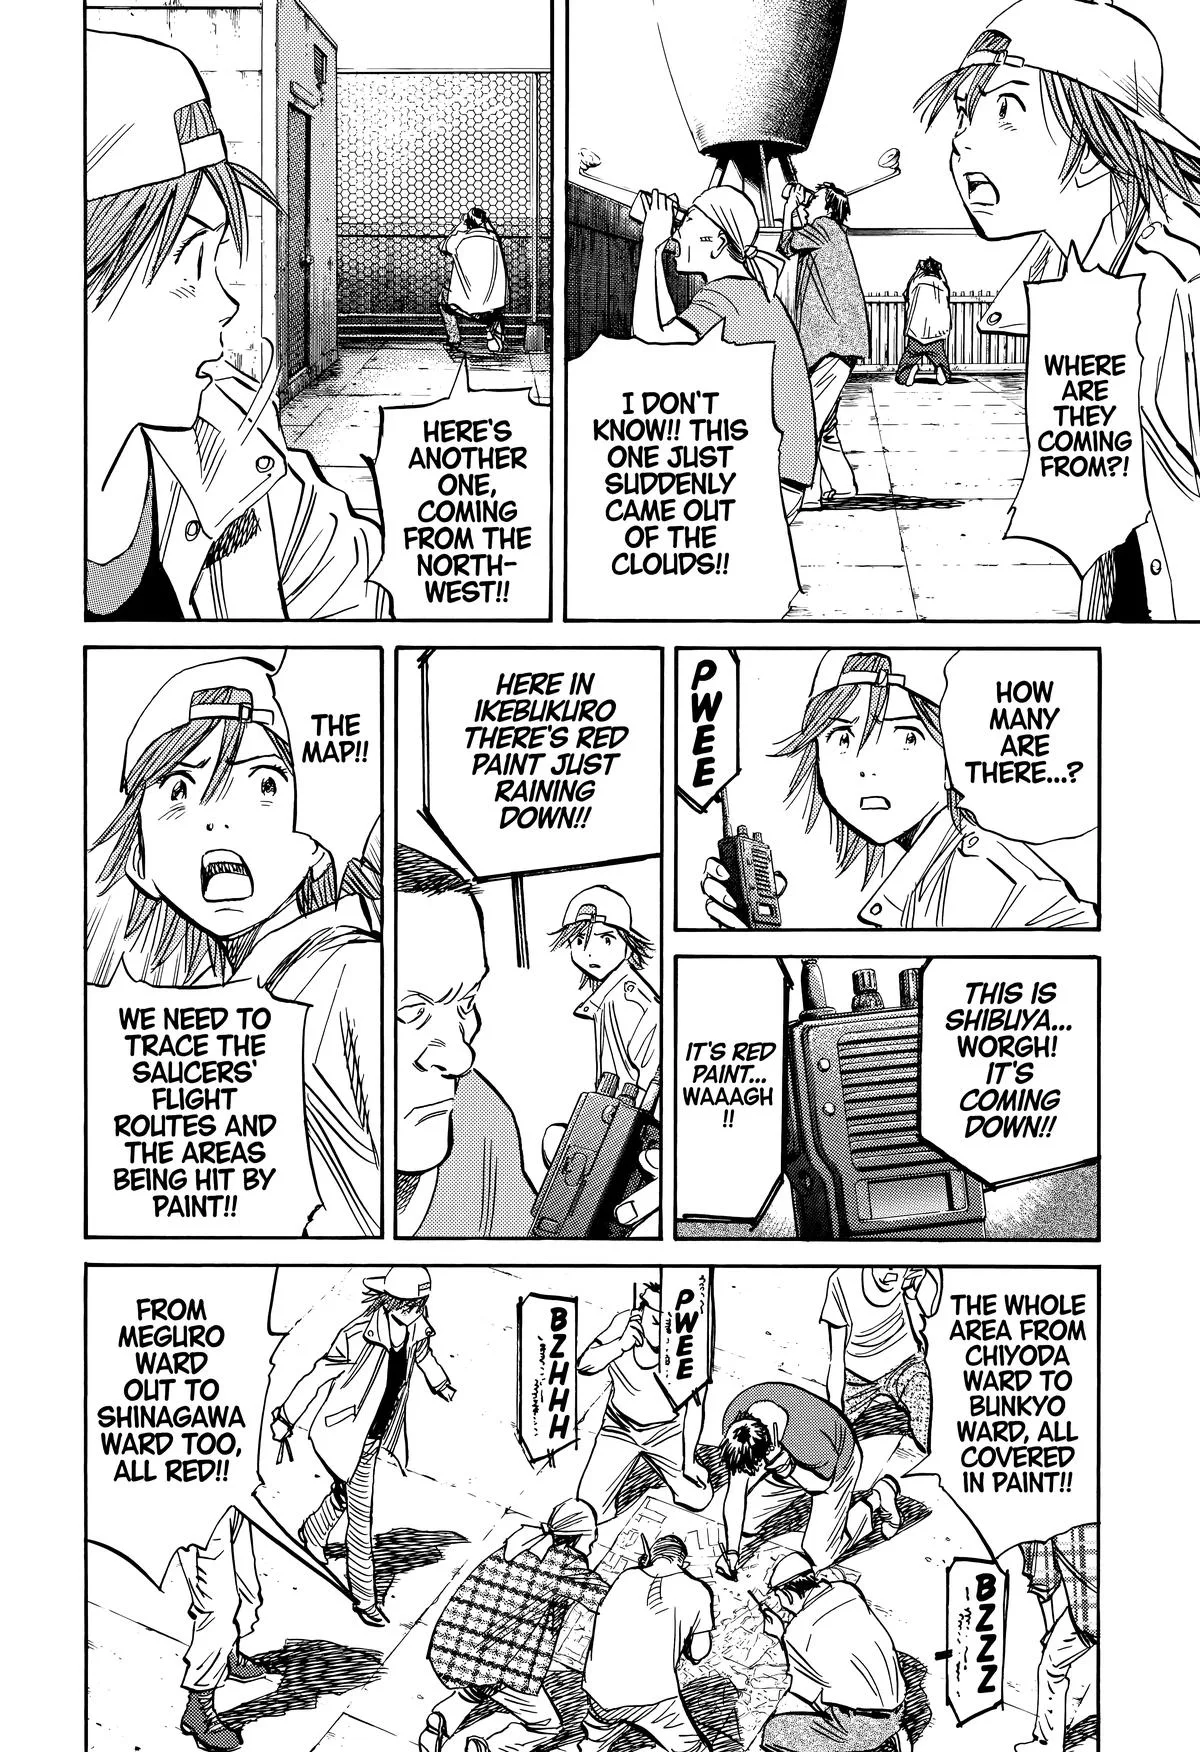 WHERE
ARE
THEY
COMING
FROM?!
I DON'T
KNOW!! THIS
ONE JUST
SUDDENLY
CAME OUT
OF THE
CLOUDS!!
HERE'S
ANOTHER
ONE,
COMING
FROM THE
NORTH-
WEST!!
HOW
MANY
ARE
THERE...?
PWEE
THIS IS
SHIBUYA...
WORGH!
IT'S
COMING
DOWN!!
IT'S RED
PAINT...
WAAAGH
!!
HERE IN
IKEBUKURO
THERE'S RED
PAINT JUST
RAINING
DOWN!!
THE
MAP!!
WE NEED TO
TRACE THE
SAUCERS'
FLIGHT
ROUTES AND
THE AREAS
BEING HIT BY
PAINT!!
THE WHOLE
AREA FROM
CHIYODA
WARD TO
BUNKYO
WARD, ALL
COVERED
IN PAINT!!
BZZZ
PWEE
BZHHH
FROM
MEGURO
WARD
OUT TO
SHINAGAWA
WARD TOO,
ALL RED!!